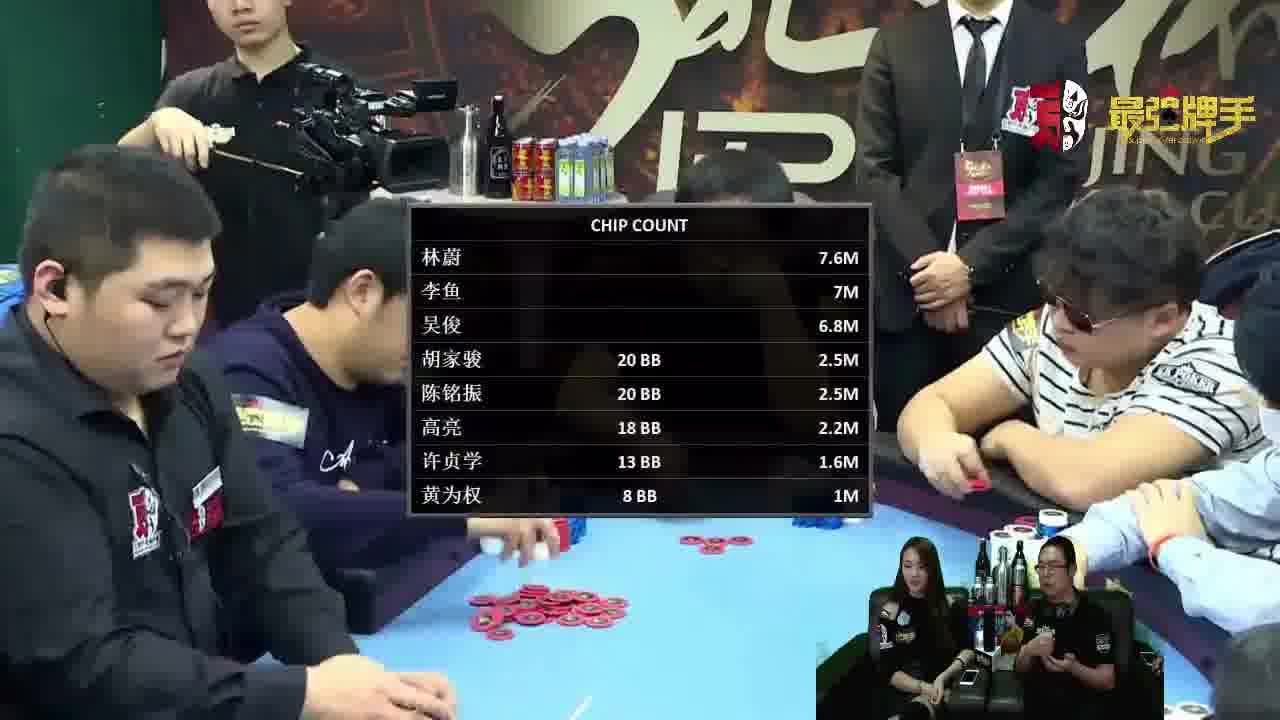 最强牌手
JING
CHIP COUNT
林蔚 7.6M
李鱼 7M
吴俊 6.8M
胡家骏 20 BB 2.5M
陈铭振 20 BB 2.5M
高亮 18 BB 2.2M
许贞学 13 BB 1.6M
黄为权 8 BB 1M